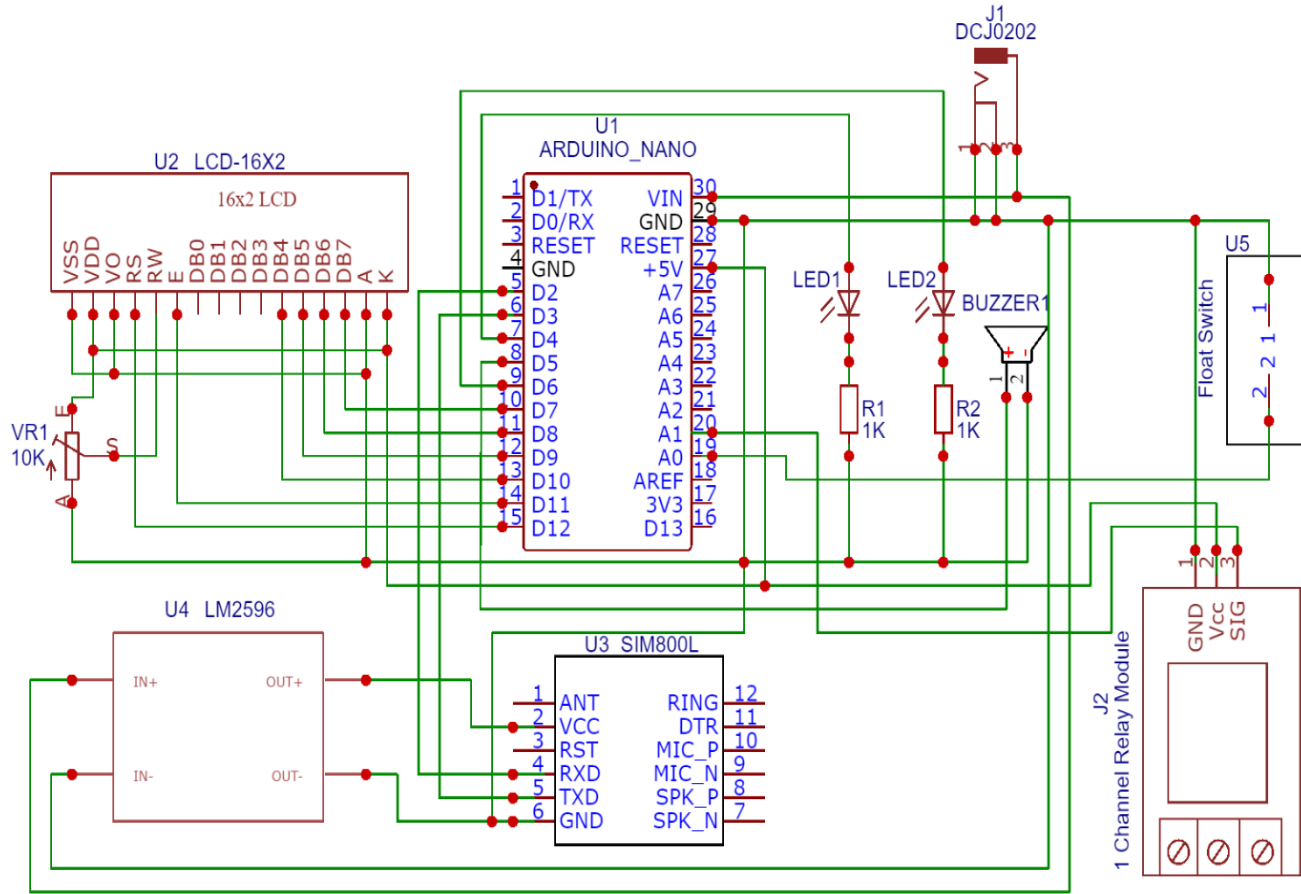 J1
DCJ0202
1
2
3
U1
ARDUINO_NANO
U2 LCD-16X2
16x2 LCD
VSS
VDD
VO
RS
RW
E
DB0
DB1
DB2
DB3
DB4
DB5
DB6
DB7
A
K
1 D1/TX
2 D0/RX
3 RESET
4 GND
5 D2
6 D3
7 D4
8 D5
9 D6
10 D7
11 D8
12 D9
13 D10
14 D11
15 D12
VIN 30
GND 29
RESET 28
+5V 27
A7 26
A6 25
A5 24
A4 23
A3 22
A2 21
A1 20
A0 19
AREF 18
3V3 17
D13 16
LED1
LED2
BUZZER1
+ -
1
2
R1
1K
R2
1K
U5
Float Switch
1
1
2
2
VR1
10K
E
S
A
U4 LM2596
IN+
OUT+
IN-
OUT-
U3 SIM800L
1 ANT
2 VCC
3 RST
4 RXD
5 TXD
6 GND
RING 12
DTR 11
MIC_P 10
MIC_N 9
SPK_P 8
SPK_N 7
1
2
3
GND
Vcc
SIG
J2
1 Channel Relay Module